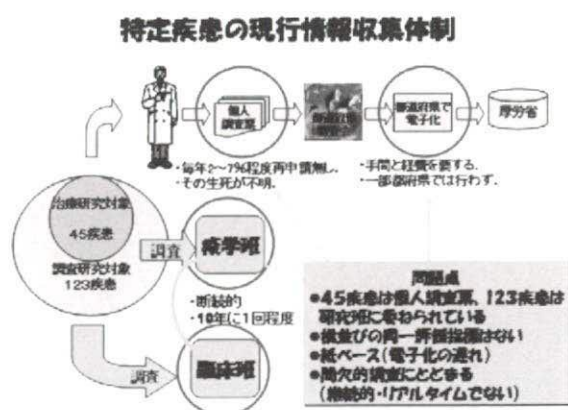 特定疾患の現行情報収集体制
個人
調査票
都道府県で
電子化
厚労省
・毎年2～7%程度再申請無し.
・その生死が不明.
・手間と経費を要する.
・一部都府県では行わず.
治療研究対象
45疾患
調査研究対象
123疾患
調査
疫学班
・断続的
・10年に1回程度
調査
臨床班
問題点
●45疾患は個人調査票、123疾患は
研究班に委ねられている
●横並びの同一評価指標はない
●紙ベース(電子化の遅れ)
●間欠的調査にとどまる
(継続的・リアルタイムでない)